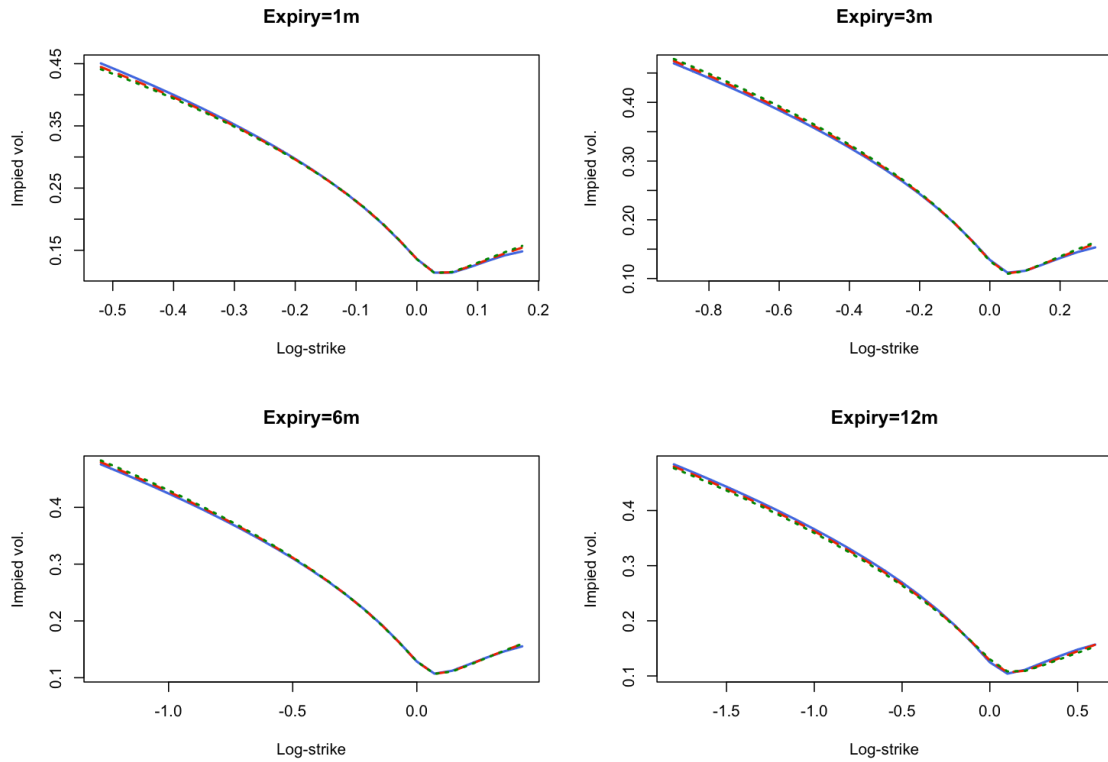 Expiry=1m
Impied vol.
0.45
0.35
0.25
0.15
-0.5 -0.4 -0.3 -0.2 -0.1 0.0 0.1 0.2
Log-strike
Expiry=3m
Impied vol.
0.40
0.30
0.20
0.10
-0.8 -0.6 -0.4 -0.2 0.0 0.2
Log-strike
Expiry=6m
Impied vol.
0.4
0.3
0.2
0.1
-1.0 -0.5 0.0
Log-strike
Expiry=12m
Impied vol.
0.4
0.3
0.2
0.1
-1.5 -1.0 -0.5 0.0 0.5
Log-strike